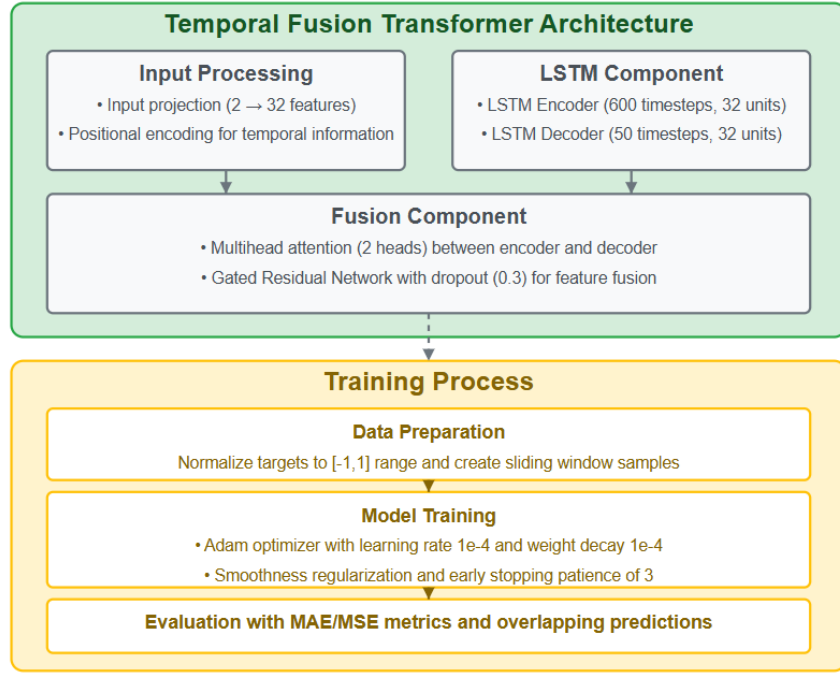 Temporal Fusion Transformer Architecture
Input Processing
• Input projection (2 → 32 features)
• Positional encoding for temporal information
LSTM Component
• LSTM Encoder (600 timesteps, 32 units)
• LSTM Decoder (50 timesteps, 32 units)
Fusion Component
• Multihead attention (2 heads) between encoder and decoder
• Gated Residual Network with dropout (0.3) for feature fusion
Training Process
Data Preparation
Normalize targets to [-1,1] range and create sliding window samples
Model Training
• Adam optimizer with learning rate 1e-4 and weight decay 1e-4
• Smoothness regularization and early stopping patience of 3
Evaluation with MAE/MSE metrics and overlapping predictions